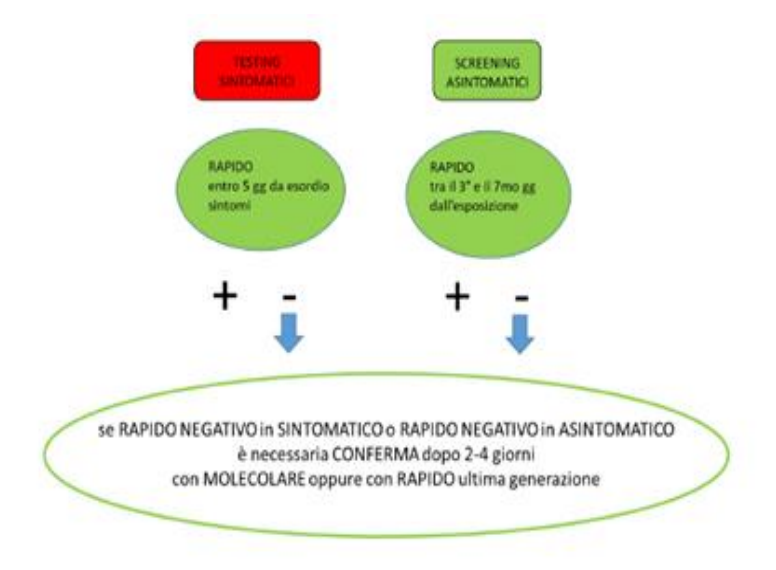 TESTING
SINTOMATICI
SCREENING
ASINTOMATICI
RAPIDO
entro 5 gg da esordio
sintomi
RAPIDO
tra il 3° e il 7mo gg
dall'esposizione
+ -
+ -
se RAPIDO NEGATIVO in SINTOMATICO o RAPIDO NEGATIVO in ASINTOMATICO
è necessaria CONFERMA dopo 2-4 giorni
con MOLECOLARE oppure con RAPIDO ultima generazione